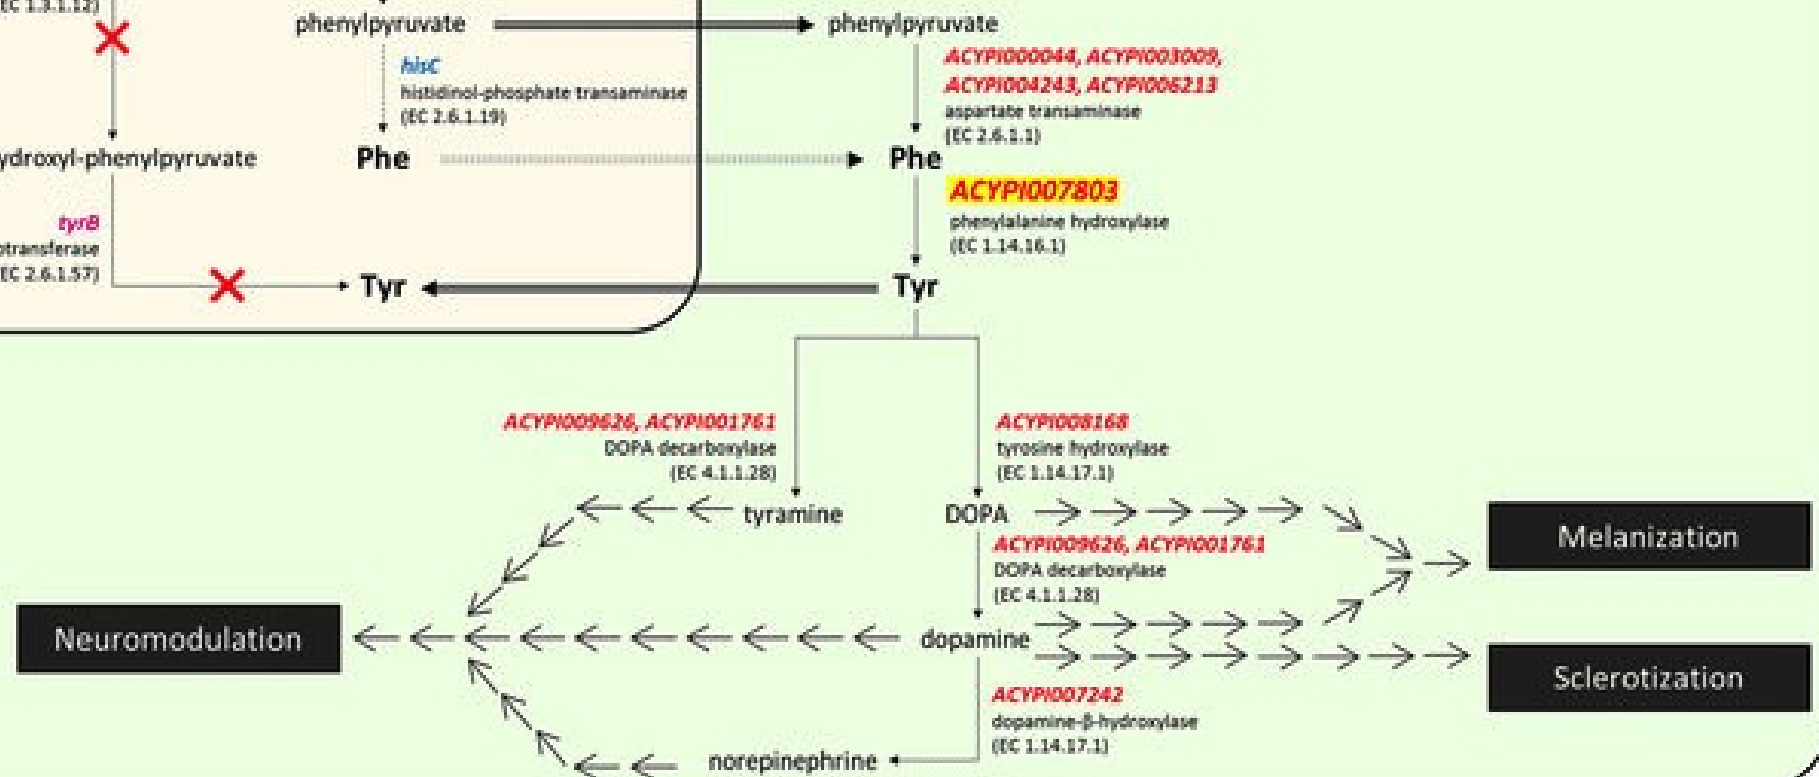 EC 1.3.1.12)
phenylpyruvate
phenylpyruvate
hisC
histidinol-phosphate transaminase
(EC 2.6.1.19)
ACYPI000044, ACYPI003009,
ACYPI004243, ACYPI006213
aspartate transaminase
(EC 2.6.1.1)
ydroxyl-phenylpyruvate
Phe
Phe
ACYPI007803
phenylalanine hydroxylase
(EC 1.14.16.1)
tyrB
otransferase
EC 2.6.1.57)
Tyr
Tyr
ACYPI009626, ACYPI001761
DOPA decarboxylase
(EC 4.1.1.28)
ACYPI008168
tyrosine hydroxylase
(EC 1.14.17.1)
tyramine
DOPA
Melanization
ACYPI009626, ACYPI001761
DOPA decarboxylase
(EC 4.1.1.28)
Neuromodulation
dopamine
Sclerotization
ACYPI007242
dopamine-β-hydroxylase
(EC 1.14.17.1)
norepinephrine